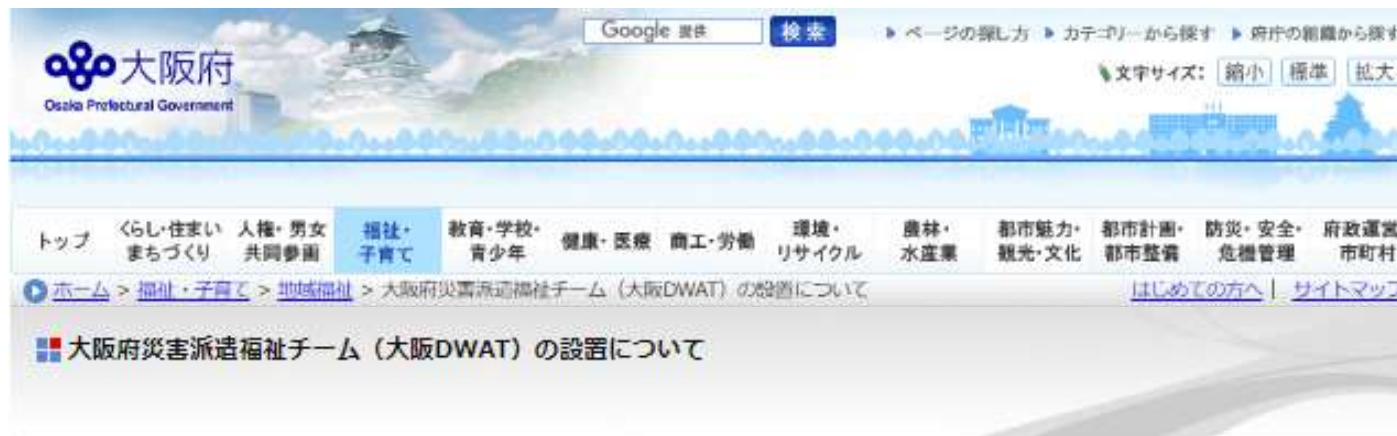 Google 提供 検索 ページの探し方 カテゴリーから探す 府庁の組織から探す
大阪府
Osaka Prefectural Government
文字サイズ: 縮小 標準 拡大
トップ くらし・住まい まちづくり 人権・男女 共同参画 福祉・ 子育て 教育・学校・ 青少年 健康・医療 商工・労働 環境・ リサイクル 農林・ 水産業 都市魅力・ 観光・文化 都市計画・ 都市整備 防災・安全・ 危機管理 府政運営 市町村
ホーム > 福祉・子育て > 地域福祉 > 大阪府災害派遣福祉チーム（大阪DWAT）の設置について はじめての方へ | サイトマップ
大阪府災害派遣福祉チーム（大阪DWAT）の設置について